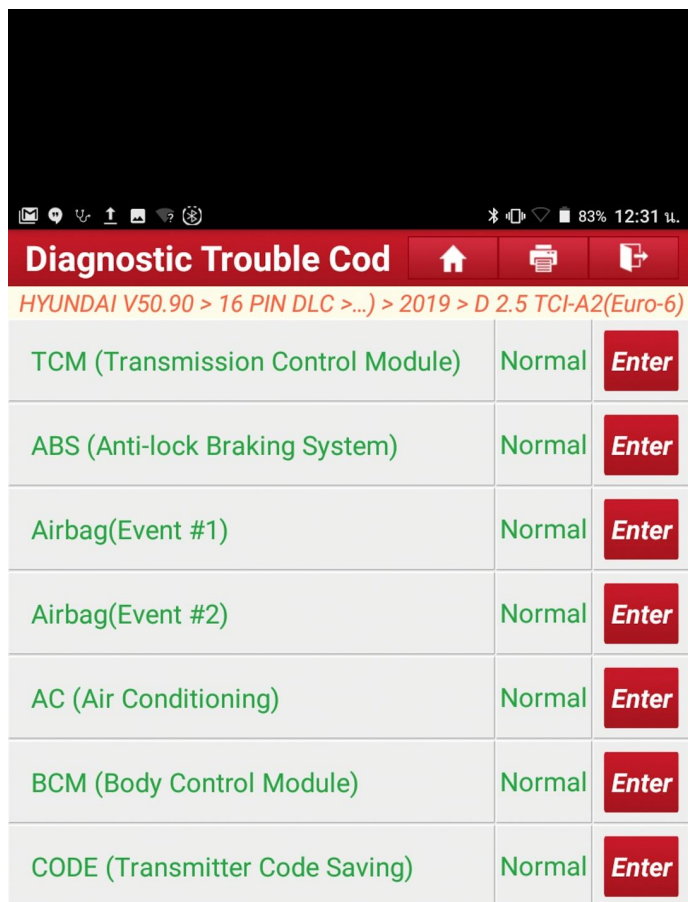 83% 12:31 น.
Diagnostic Trouble Cod
HYUNDAI V50.90 > 16 PIN DLC >...) > 2019 > D 2.5 TCI-A2(Euro-6)
TCM (Transmission Control Module) Normal Enter
ABS (Anti-lock Braking System) Normal Enter
Airbag(Event #1) Normal Enter
Airbag(Event #2) Normal Enter
AC (Air Conditioning) Normal Enter
BCM (Body Control Module) Normal Enter
CODE (Transmitter Code Saving) Normal Enter